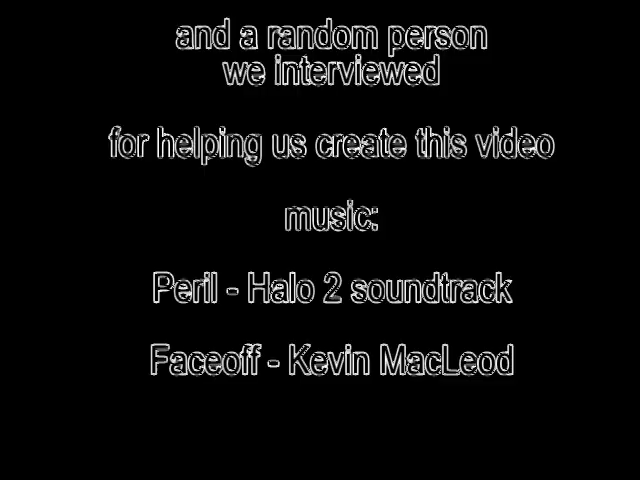 and a random person
we interviewed
for helping us create this video
music:
Peril - Halo 2 soundtrack
Faceoff - Kevin MacLeod